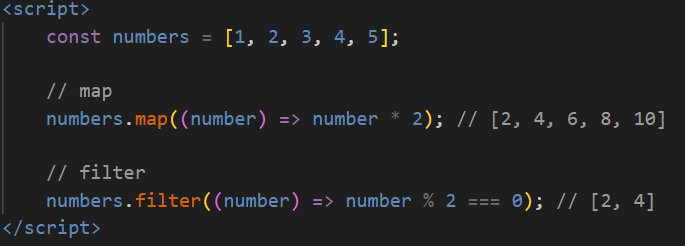 <script>
const numbers = [1, 2, 3, 4, 5];
// map
numbers.map((number) => number * 2); // [2, 4, 6, 8, 10]
// filter
numbers.filter((number) => number % 2 === 0); // [2, 4]
</script>